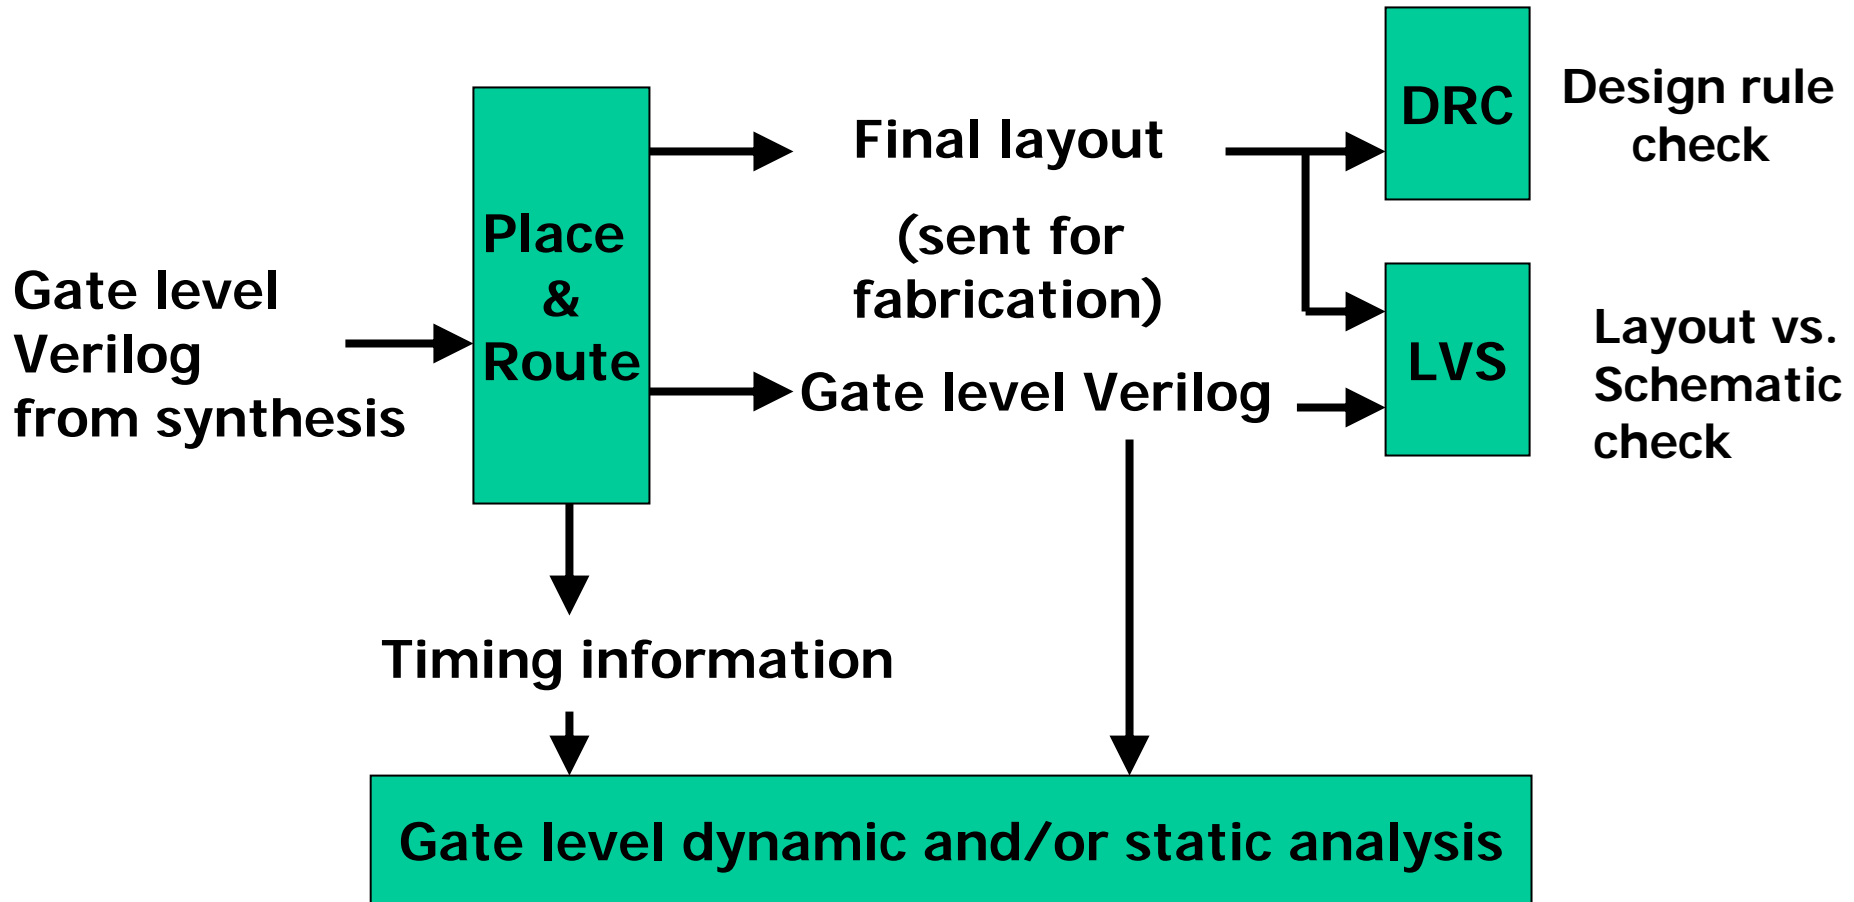 Gate level
Verilog
from synthesis
Place
&
Route
Final layout
(sent for
fabrication)
Gate level Verilog
DRC
Design rule
check
LVS
Layout vs.
Schematic
check
Timing information
Gate level dynamic and/or static analysis